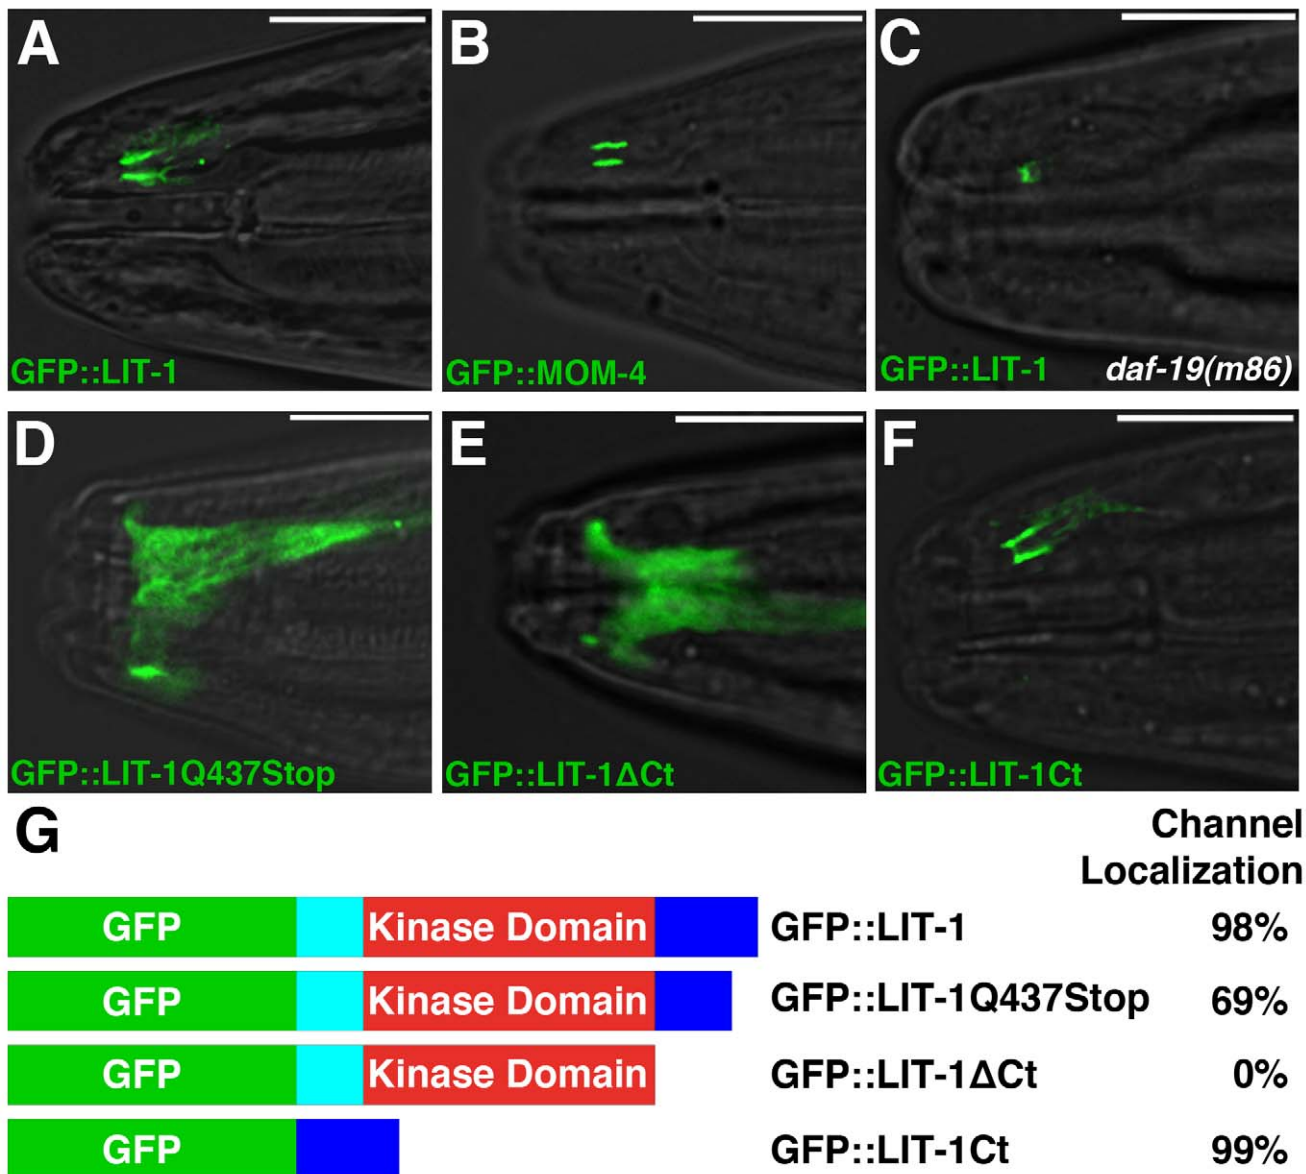 A
B
C
GFP::LIT-1
GFP::MOM-4
GFP::LIT-1 daf-19(m86)
D
E
F
GFP::LIT-1Q437Stop
GFP::LIT-1ΔCt
GFP::LIT-1Ct
G
Channel
Localization
GFP Kinase Domain GFP::LIT-1 98%
GFP Kinase Domain GFP::LIT-1Q437Stop 69%
GFP Kinase Domain GFP::LIT-1ΔCt 0%
GFP GFP::LIT-1Ct 99%